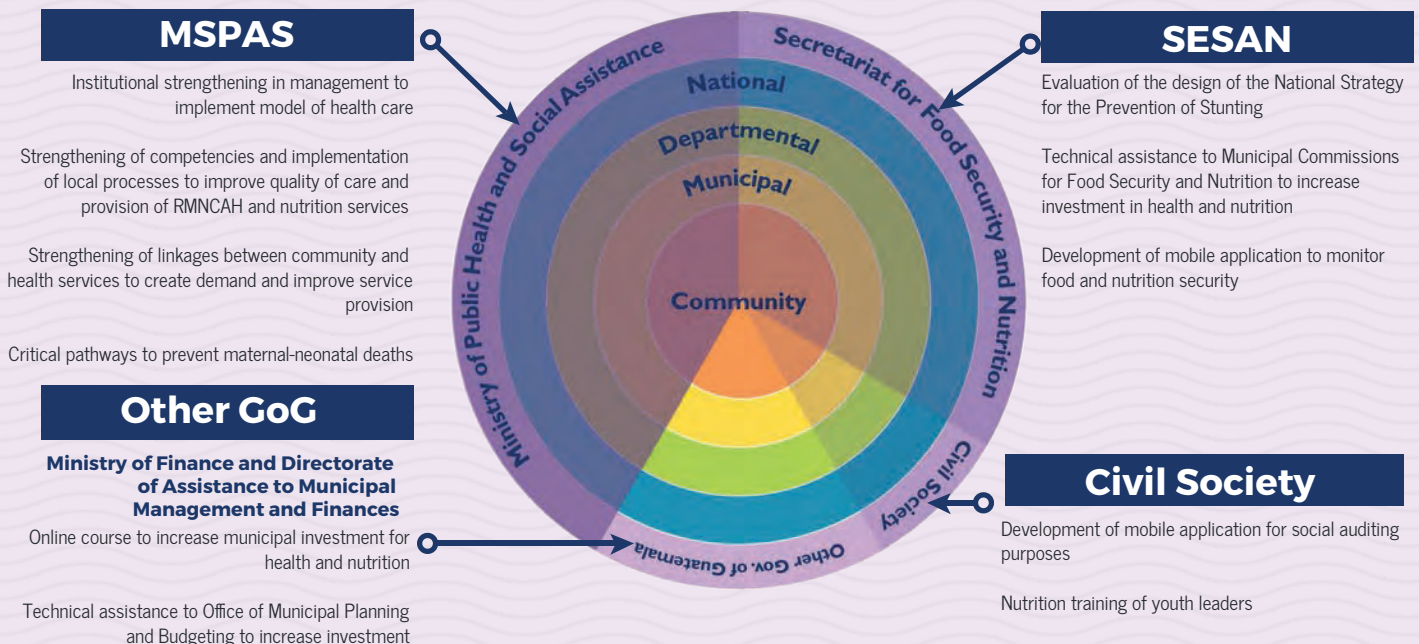 MSPAS
Institutional strengthening in management to
implement model of health care
Strengthening of competencies and implementation
of local processes to improve quality of care and
provision of RMNCAH and nutrition services
Strengthening of linkages between community and
health services to create demand and improve service
provision
Critical pathways to prevent maternal-neonatal deaths
Other GoG
Ministry of Finance and Directorate
of Assistance to Municipal
Management and Finances
Online course to increase municipal investment for
health and nutrition
Technical assistance to Office of Municipal Planning
and Budgeting to increase investment
Ministry of Public Health and Social Assistance
Secretariat for Food Security and Nutrition
Civil Society
Other Gov. of Guatemala
National
Departmental
Municipal
Community
SESAN
Evaluation of the design of the National Strategy
for the Prevention of Stunting
Technical assistance to Municipal Commissions
for Food Security and Nutrition to increase
investment in health and nutrition
Development of mobile application to monitor
food and nutrition security
Civil Society
Development of mobile application for social auditing
purposes
Nutrition training of youth leaders